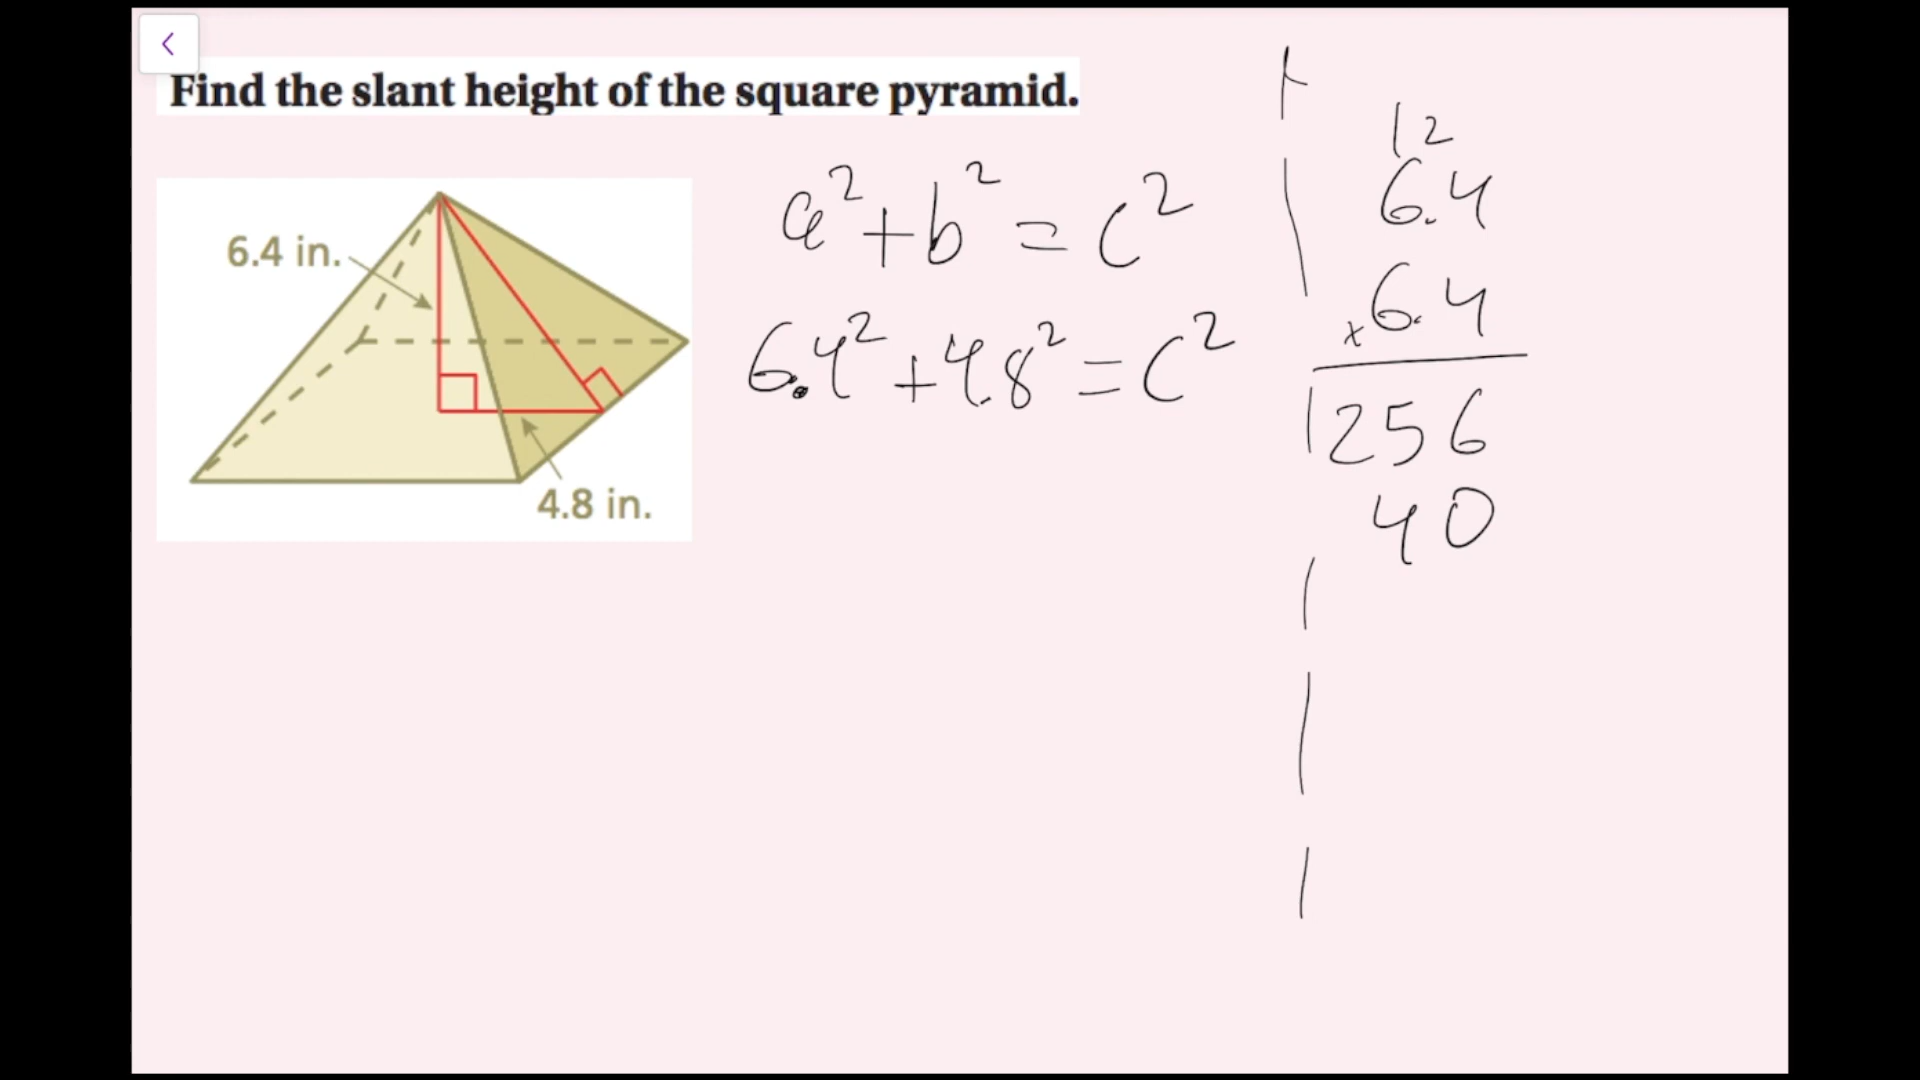 Find the slant height of the square pyramid.
6.4 in.
4.8 in.
a²+b²=c²
6.4²+4.8²=c²
12
6.4
x6.4
1256
40